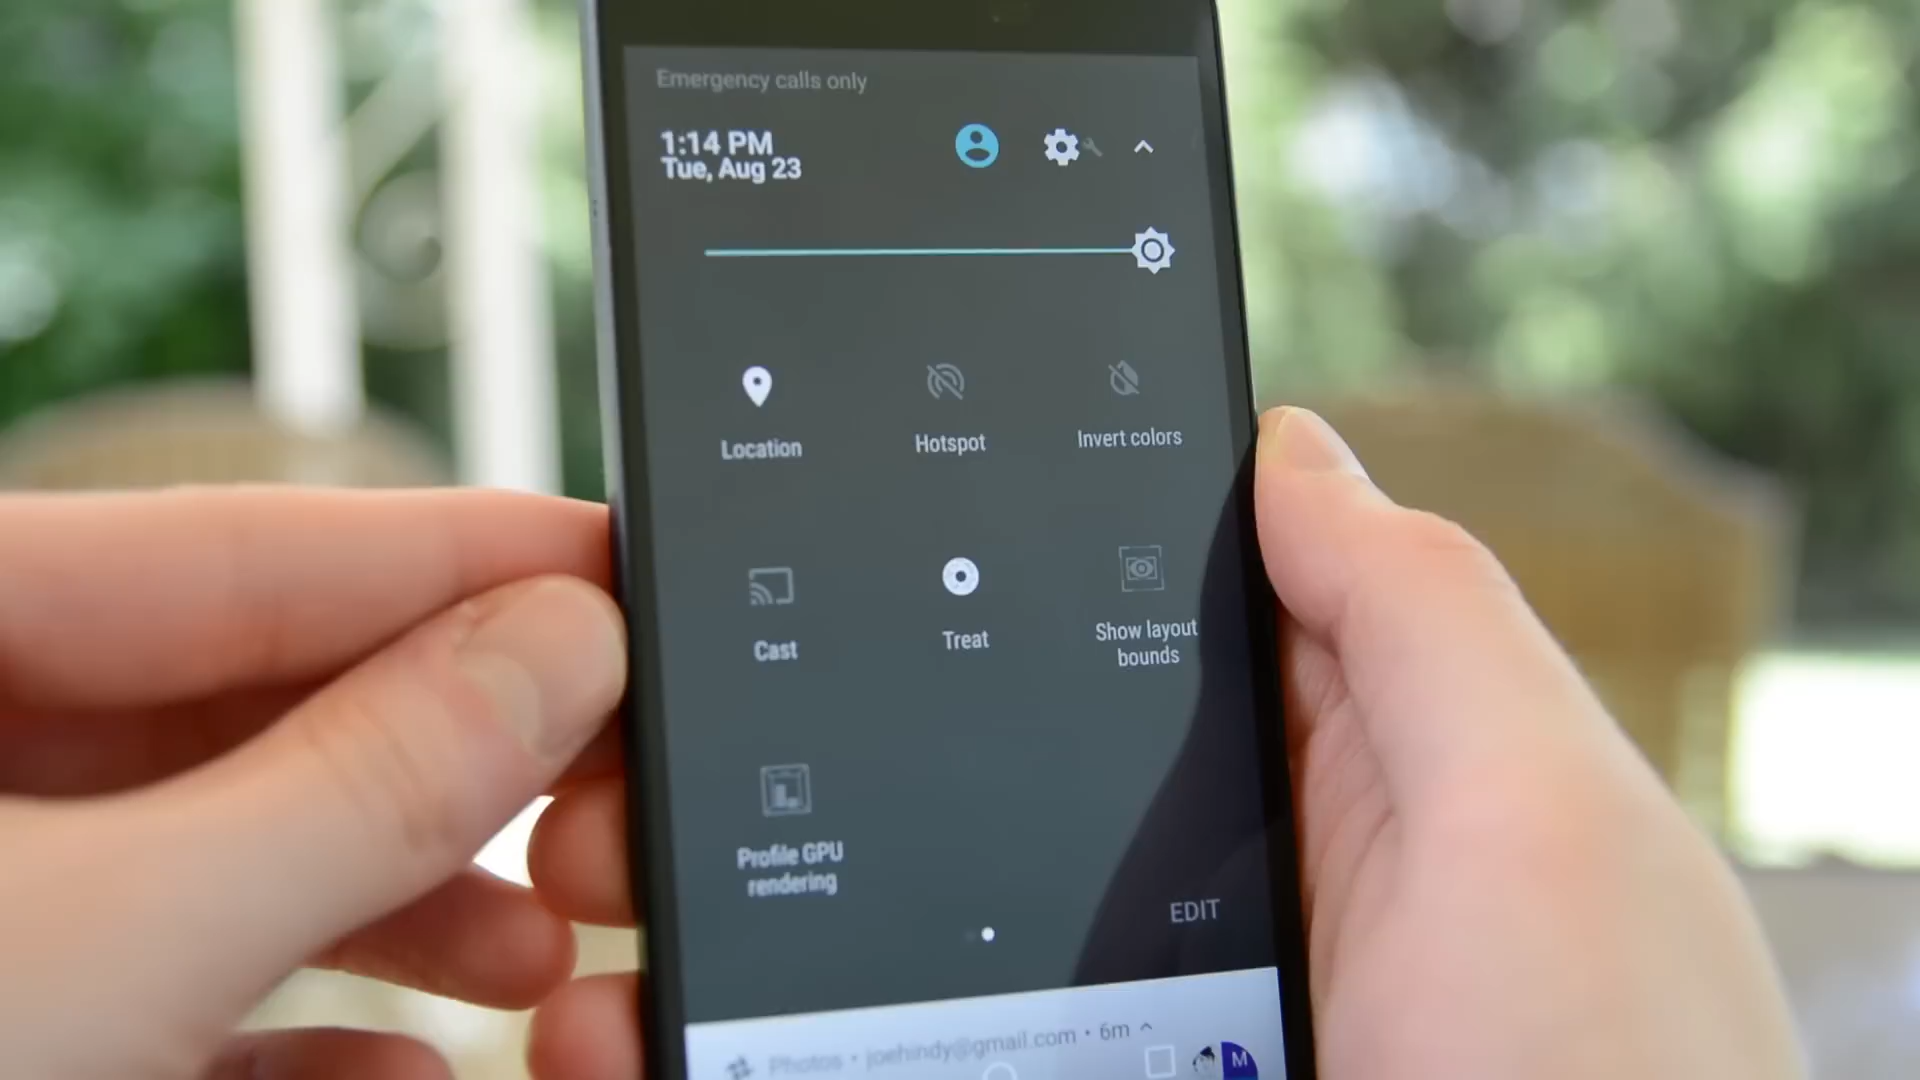 Emergency calls only
1:14 PM
Tue, Aug 23
Location
Hotspot
Invert colors
Cast
Treat
Show layout
bounds
Profile GPU
rendering
EDIT
Photos • joehindy@gmail.com • 6m
M